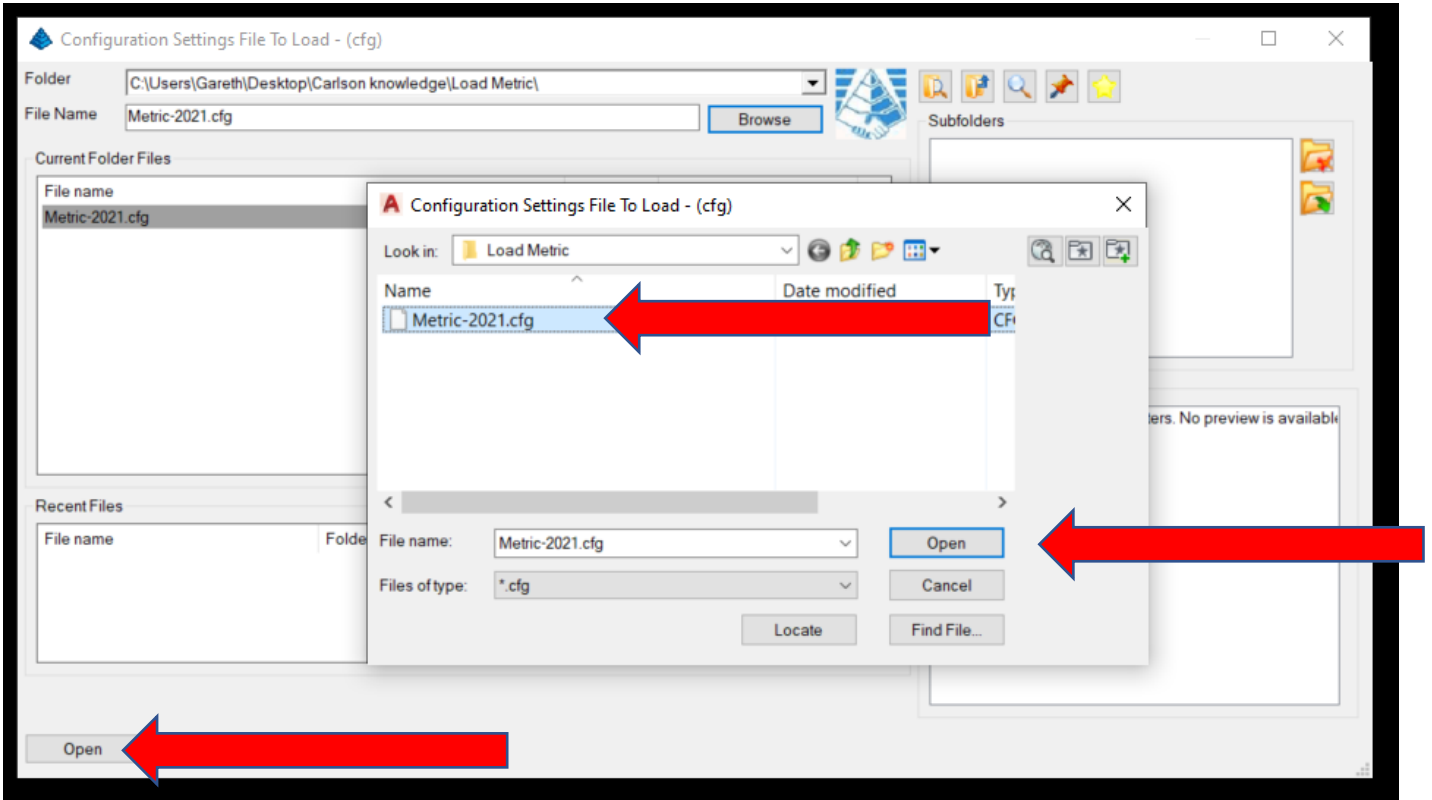 Configuration Settings File To Load - (cfg)
Folder
C:\Users\Gareth\Desktop\Carlson knowledge\Load Metric\
File Name
Metric-2021.cfg
Browse
Subfolders
Current Folder Files
File name
Metric-2021.cfg
Configuration Settings File To Load - (cfg)
Look in:
Load Metric
Name
Date modified
Typ
Metric-2021.cfg
CF
ters. No preview is available
Recent Files
File name
Folde
File name:
Metric-2021.cfg
Open
Files of type:
*.cfg
Cancel
Locate
Find File...
Open